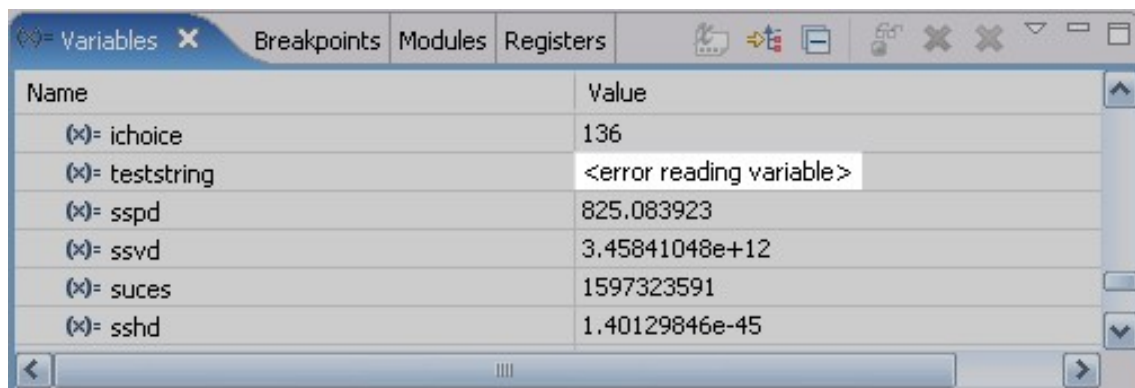 (x)= Variables Breakpoints Modules Registers
Name Value
(x)= ichoice 136
(x)= teststring <error reading variable>
(x)= sspd 825.083923
(x)= ssvd 3.45841048e+12
(x)= suces 1597323591
(x)= sshd 1.40129846e-45